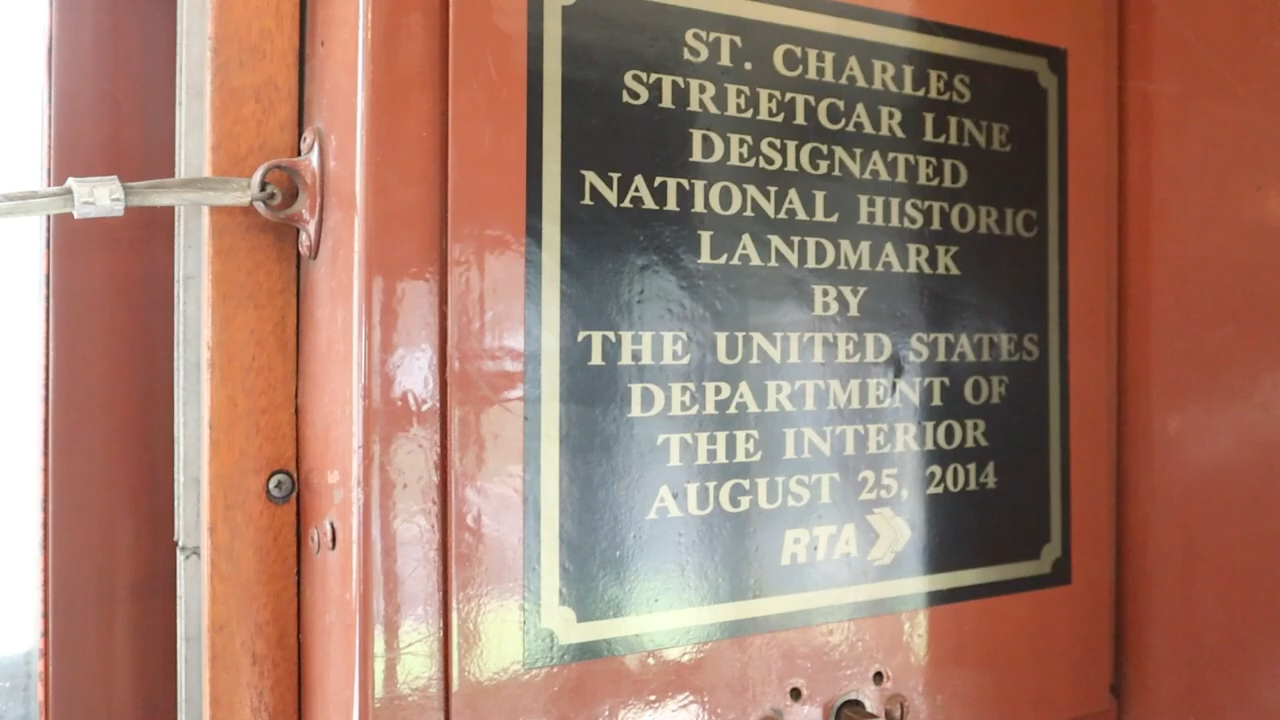 ST. CHARLES
STREETCAR LINE
DESIGNATED
NATIONAL HISTORIC
LANDMARK
BY
THE UNITED STATES
DEPARTMENT OF
THE INTERIOR
AUGUST 25, 2014
RTA